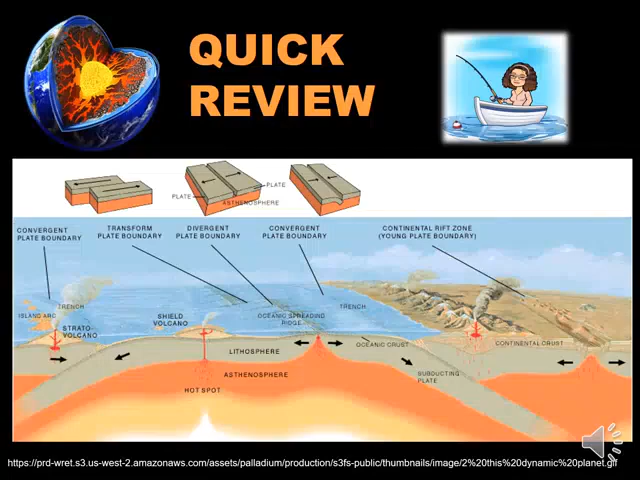 QUICK
REVIEW
PLATE
PLATE
ASTHENOSPHERE
CONVERGENT
PLATE BOUNDARY
TRANSFORM
PLATE BOUNDARY
DIVERGENT
PLATE BOUNDARY
CONVERGENT
PLATE BOUNDARY
CONTINENTAL RIFT ZONE
(YOUNG PLATE BOUNDARY)
TRENCH
ISLAND ARC
STRATO-
VOLCANO
SHIELD
VOLCANO
OCEANIC SPREADING
RIDGE
TRENCH
LITHOSPHERE
OCEANIC CRUST
CONTINENTAL CRUST
ASTHENOSPHERE
SUBDUCTING
PLATE
HOT SPOT
https://prd-wret.s3.us-west-2.amazonaws.com/assets/palladium/production/s3fs-public/thumbnails/image/2%20this%20dynamic%20planet.gif